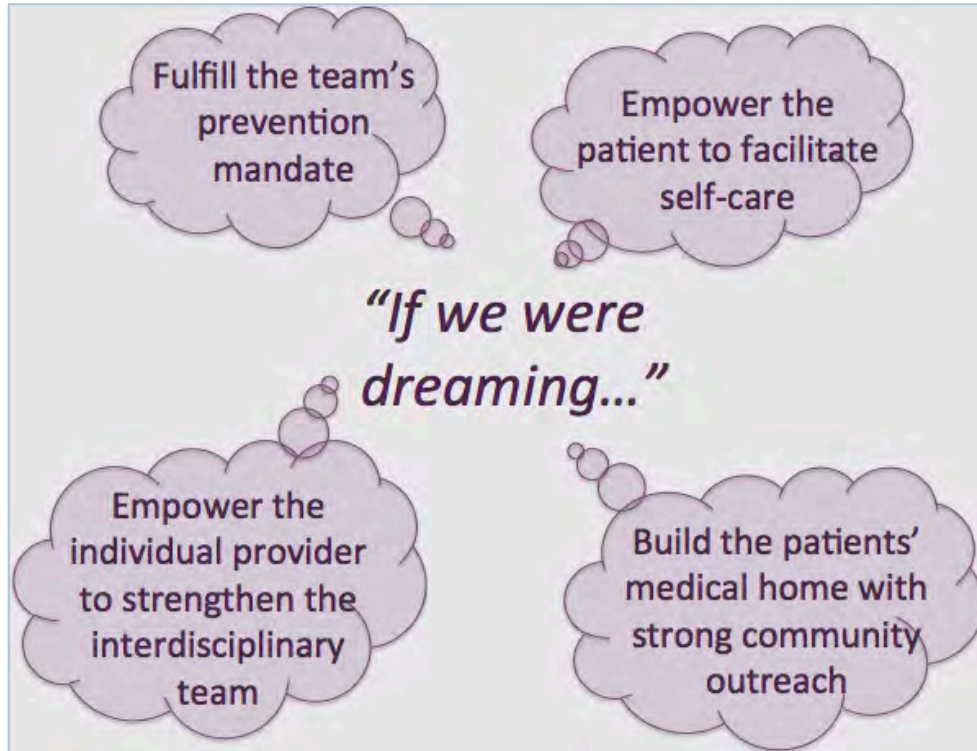 Fulfill the team’s
prevention
mandate
Empower the
patient to facilitate
self-care
“If we were
dreaming…”
Empower the
individual provider
to strengthen the
interdisciplinary
team
Build the patients’
medical home with
strong community
outreach